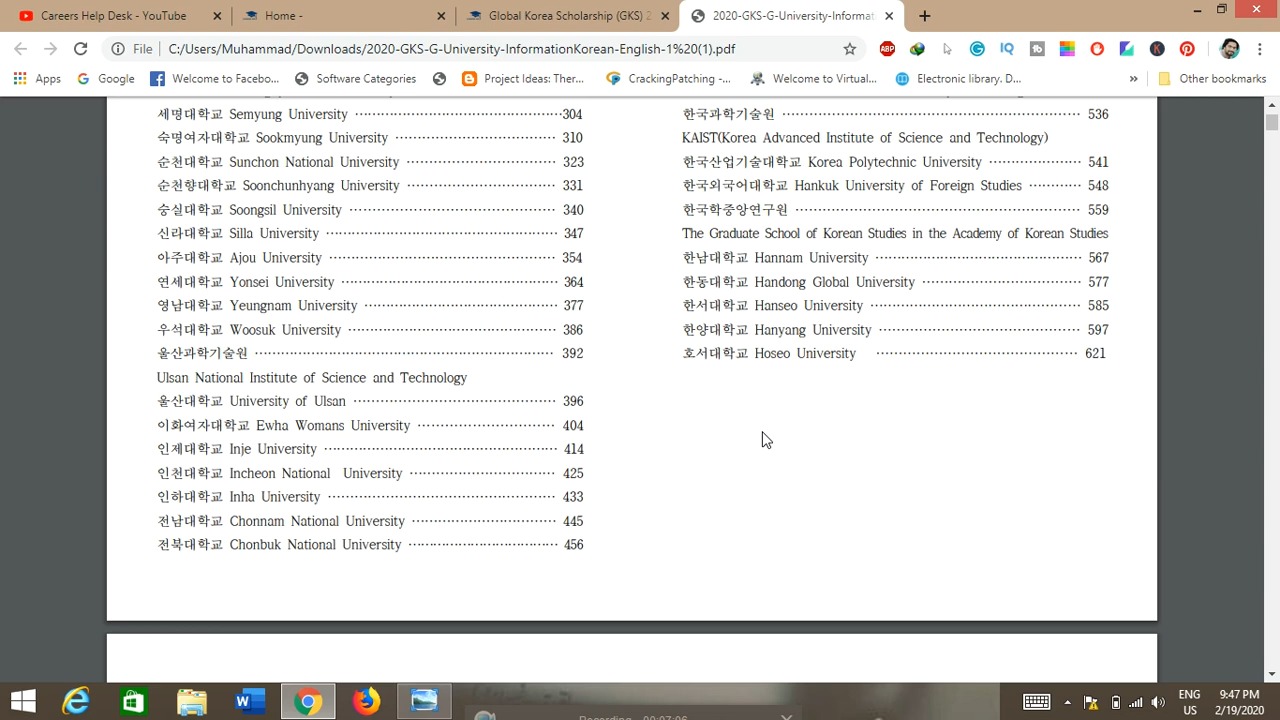 Careers Help Desk - YouTube
Home -
Global Korea Scholarship (GKS) 2
2020-GKS-G-University-Informat
File
C:/Users/Muhammad/Downloads/2020-GKS-G-University-InformationKorean-English-1%20(1).pdf
Apps
Google
Welcome to Facebo...
Software Categories
Project Ideas: Ther...
CrackingPatching -...
Welcome to Virtual...
Electronic library. D...
»
Other bookmarks
세명대학교 Semyung University ································· 304
숙명여자대학교 Sookmyung University ························· 310
순천대학교 Sunchon National University ······················· 323
순천향대학교 Soonchunhyang University ······················· 331
숭실대학교 Soongsil University ································· 340
신라대학교 Silla University ····································· 347
아주대학교 Ajou University ····································· 354
연세대학교 Yonsei University ··································· 364
영남대학교 Yeungnam University ······························· 377
우석대학교 Woosuk University ································· 386
울산과학기술원 ················································ 392
Ulsan National Institute of Science and Technology
울산대학교 University of Ulsan ································· 396
이화여자대학교 Ewha Womans University ······················ 404
인제대학교 Inje University ····································· 414
인천대학교 Incheon National University ······················· 425
인하대학교 Inha University ····································· 433
전남대학교 Chonnam National University ······················· 445
전북대학교 Chonbuk National University ······················· 456
한국과학기술원 ················································ 536
KAIST(Korea Advanced Institute of Science and Technology)
한국산업기술대학교 Korea Polytechnic University ··············· 541
한국외국어대학교 Hankuk University of Foreign Studies ········· 548
한국학중앙연구원 ·············································· 559
The Graduate School of Korean Studies in the Academy of Korean Studies
한남대학교 Hannam University ································· 567
한동대학교 Handong Global University ························· 577
한서대학교 Hanseo University ································· 585
한양대학교 Hanyang University ································· 597
호서대학교 Hoseo University ································· 621
ENG
US
9:47 PM
2/19/2020